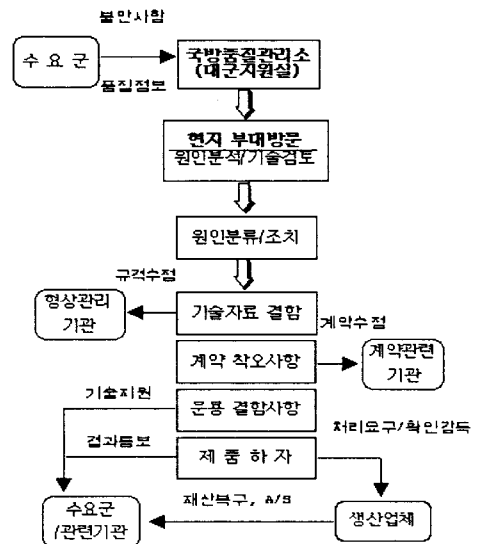 불만사항
수 요 군
품질정보
국방품질관리소
(대군지원실)
현지 부대방문
원인분석/기술검토
원인분류/조치
규격수정
형상관리
기관
기술자료 결함
계약수정
계약 착오사항
계약관련
기관
기술지원
운용 결함사항
처리요구/확인감독
결과통보
제 품 하 자
수요군
/관련기관
재산복구, A/S
생산업체